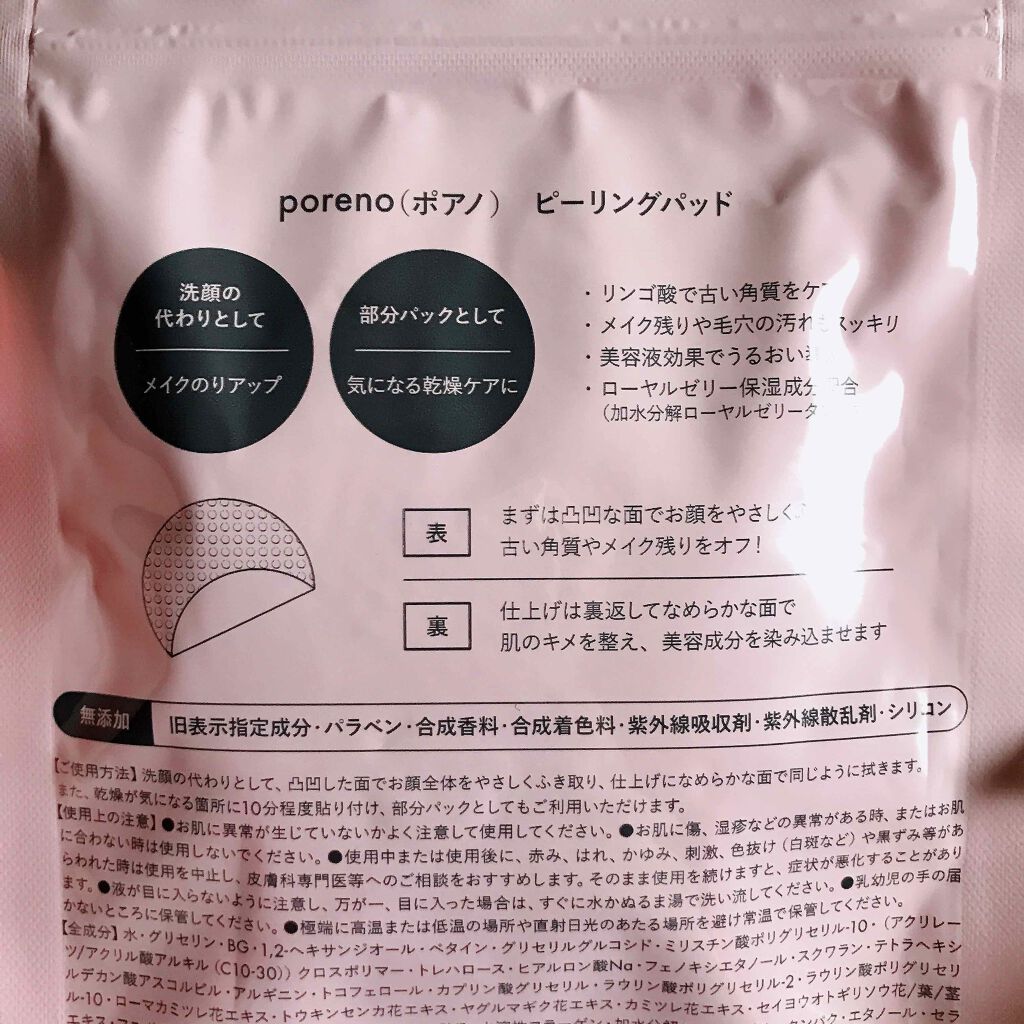 poreno（ポアノ） ピーリングパッド
洗顔の
代わりとして
メイクのりアップ
部分パックとして
気になる乾燥ケアに
・リンゴ酸で古い角質をケア
・メイク残りや毛穴の汚れもスッキリ
・美容液効果でうるおい
・ローヤルゼリー保湿成分配合
（加水分解ローヤルゼリータ
表
まずは凸凹な面でお顔をやさしく
古い角質やメイク残りをオフ！
裏
仕上げは裏返してなめらかな面で
肌のキメを整え、美容成分を染み込ませます
無添加
旧表示指定成分・パラベン・合成香料・合成着色料・紫外線吸収剤・紫外線散乱剤・シリコン
【ご使用方法】洗顔の代わりとして、凸凹した面でお顔全体をやさしくふき取り、仕上げになめらかな面で同じように拭きます。
また、乾燥が気になる箇所に10分程度貼り付け、部分パックとしてもご利用いただけます。
【使用上の注意】●お肌に異常が生じていないかよく注意して使用してください。●お肌に傷、湿疹などの異常がある時、またはお肌
に合わない時は使用しないでください。●使用中または使用後に、赤み、はれ、かゆみ、刺激、色抜け（白斑など）や黒ずみ等があ
らわれた時は使用を中止し、皮膚科専門医等へのご相談をおすすめします。そのまま使用を続けますと、症状が悪化することがあり
ます。●液が目に入らないように注意し、万が一、目に入った場合は、すぐに水かぬるま湯で洗い流してください。●乳幼児の手の届
かないところに保管してください。●極端に高温または低温の場所や直射日光のあたる場所を避け常温で保管してください。
【全成分】水・グリセリン・BG・1,2-ヘキサンジオール・ベタイン・グリセリルグルコシド・ミリスチン酸ポリグリセリル-10・（アクリレー
ツ/アクリル酸アルキル（C10-30））クロスポリマー・トレハロース・ヒアルロン酸Na・フェノキシエタノール・スクワラン・テトラヘキシ
ルデカン酸アスコルビル・アルギニン・トコフェロール・カプリン酸グリセリル・ラウリン酸ポリグリセリル-2・ラウリン酸ポリグリセリ
ル-10・ローマカミツレ花エキス・トウキンセンカ花エキス・ヤグルマギク花エキス・カミツレ花エキス・セイヨウオトギリソウ花/葉/茎
エキス・ タンパク・エタノール・セラ